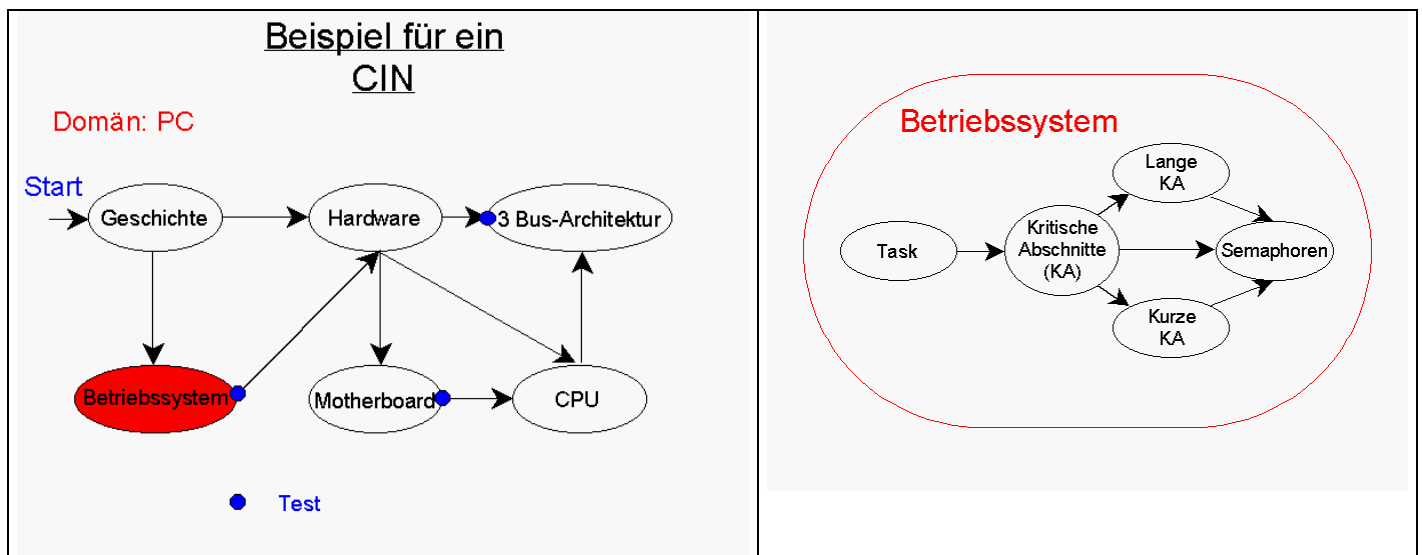 Beispiel für ein
CIN
Domän: PC
Start
Geschichte
Hardware
3 Bus-Architektur
Betriebssystem
Motherboard
CPU
Test
Betriebssystem
Lange
KA
Task
Kritische
Abschnitte
(KA)
Semaphoren
Kurze
KA